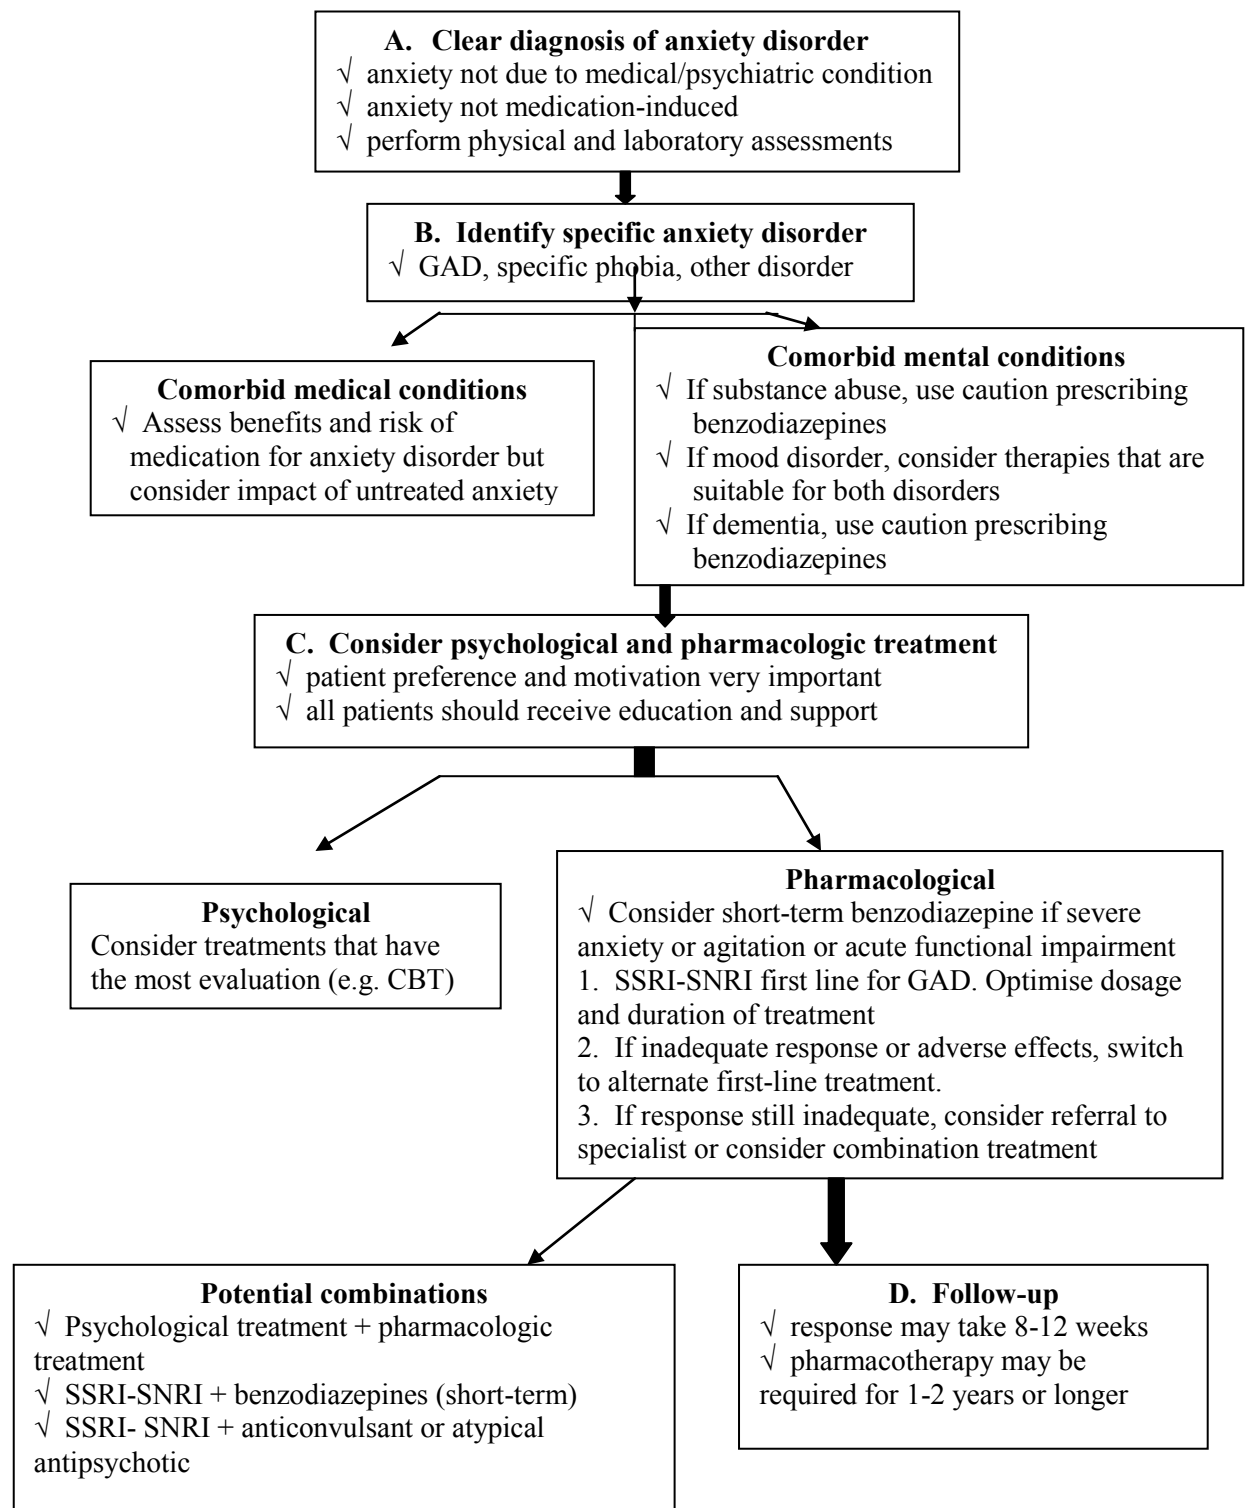 A. Clear diagnosis of anxiety disorder
√ anxiety not due to medical/psychiatric condition
√ anxiety not medication-induced
√ perform physical and laboratory assessments
B. Identify specific anxiety disorder
√ GAD, specific phobia, other disorder
Comorbid medical conditions
√ Assess benefits and risk of
medication for anxiety disorder but
consider impact of untreated anxiety
Comorbid mental conditions
√ If substance abuse, use caution prescribing
benzodiazepines
√ If mood disorder, consider therapies that are
suitable for both disorders
√ If dementia, use caution prescribing
benzodiazepines
C. Consider psychological and pharmacologic treatment
√ patient preference and motivation very important
√ all patients should receive education and support
Psychological
Consider treatments that have
the most evaluation (e.g. CBT)
Pharmacological
√ Consider short-term benzodiazepine if severe
anxiety or agitation or acute functional impairment
1. SSRI-SNRI first line for GAD. Optimise dosage
and duration of treatment
2. If inadequate response or adverse effects, switch
to alternate first-line treatment.
3. If response still inadequate, consider referral to
specialist or consider combination treatment
Potential combinations
√ Psychological treatment + pharmacologic
treatment
√ SSRI-SNRI + benzodiazepines (short-term)
√ SSRI- SNRI + anticonvulsant or atypical
antipsychotic
D. Follow-up
√ response may take 8-12 weeks
√ pharmacotherapy may be
required for 1-2 years or longer